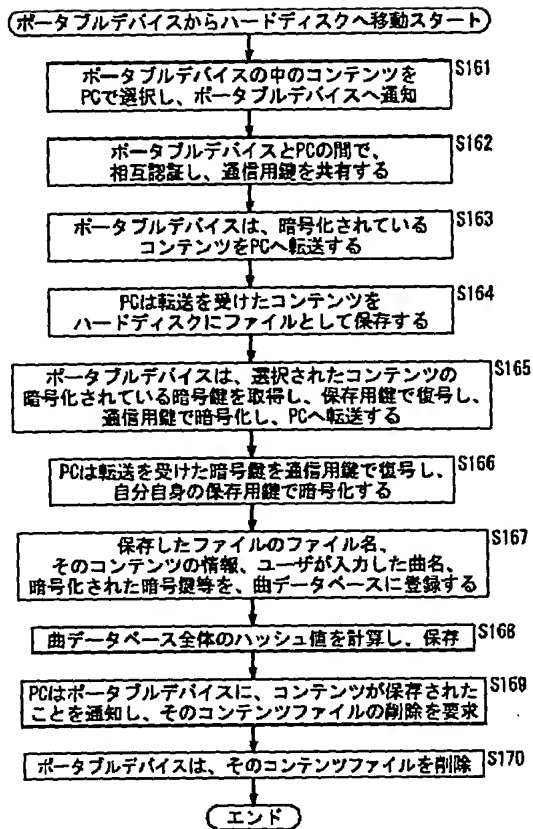 ポータブルデバイスからハードディスクへ移動スタート
S161
ポータブルデバイスの中のコンテンツを
PCで選択し、ポータブルデバイスへ通知
S162
ポータブルデバイスとPCの間で、
相互認証し、通信用鍵を共有する
S163
ポータブルデバイスは、暗号化されている
コンテンツをPCへ転送する
S164
PCは転送を受けたコンテンツを
ハードディスクにファイルとして保存する
S165
ポータブルデバイスは、選択されたコンテンツの
暗号化されている暗号鍵を取得し、保存用鍵で復号し、
通信用鍵で暗号化し、PCへ転送する
S166
PCは転送を受けた暗号鍵を通信用鍵で復号し、
自分自身の保存用鍵で暗号化する
S167
保存したファイルのファイル名、
そのコンテンツの情報、ユーザが入力した曲名、
暗号化された暗号鍵等を、曲データベースに登録する
S168
曲データベース全体のハッシュ値を計算し、保存
S169
PCはポータブルデバイスに、コンテンツが保存された
ことを通知し、そのコンテンツファイルの削除を要求
S170
ポータブルデバイスは、そのコンテンツファイルを削除
エンド